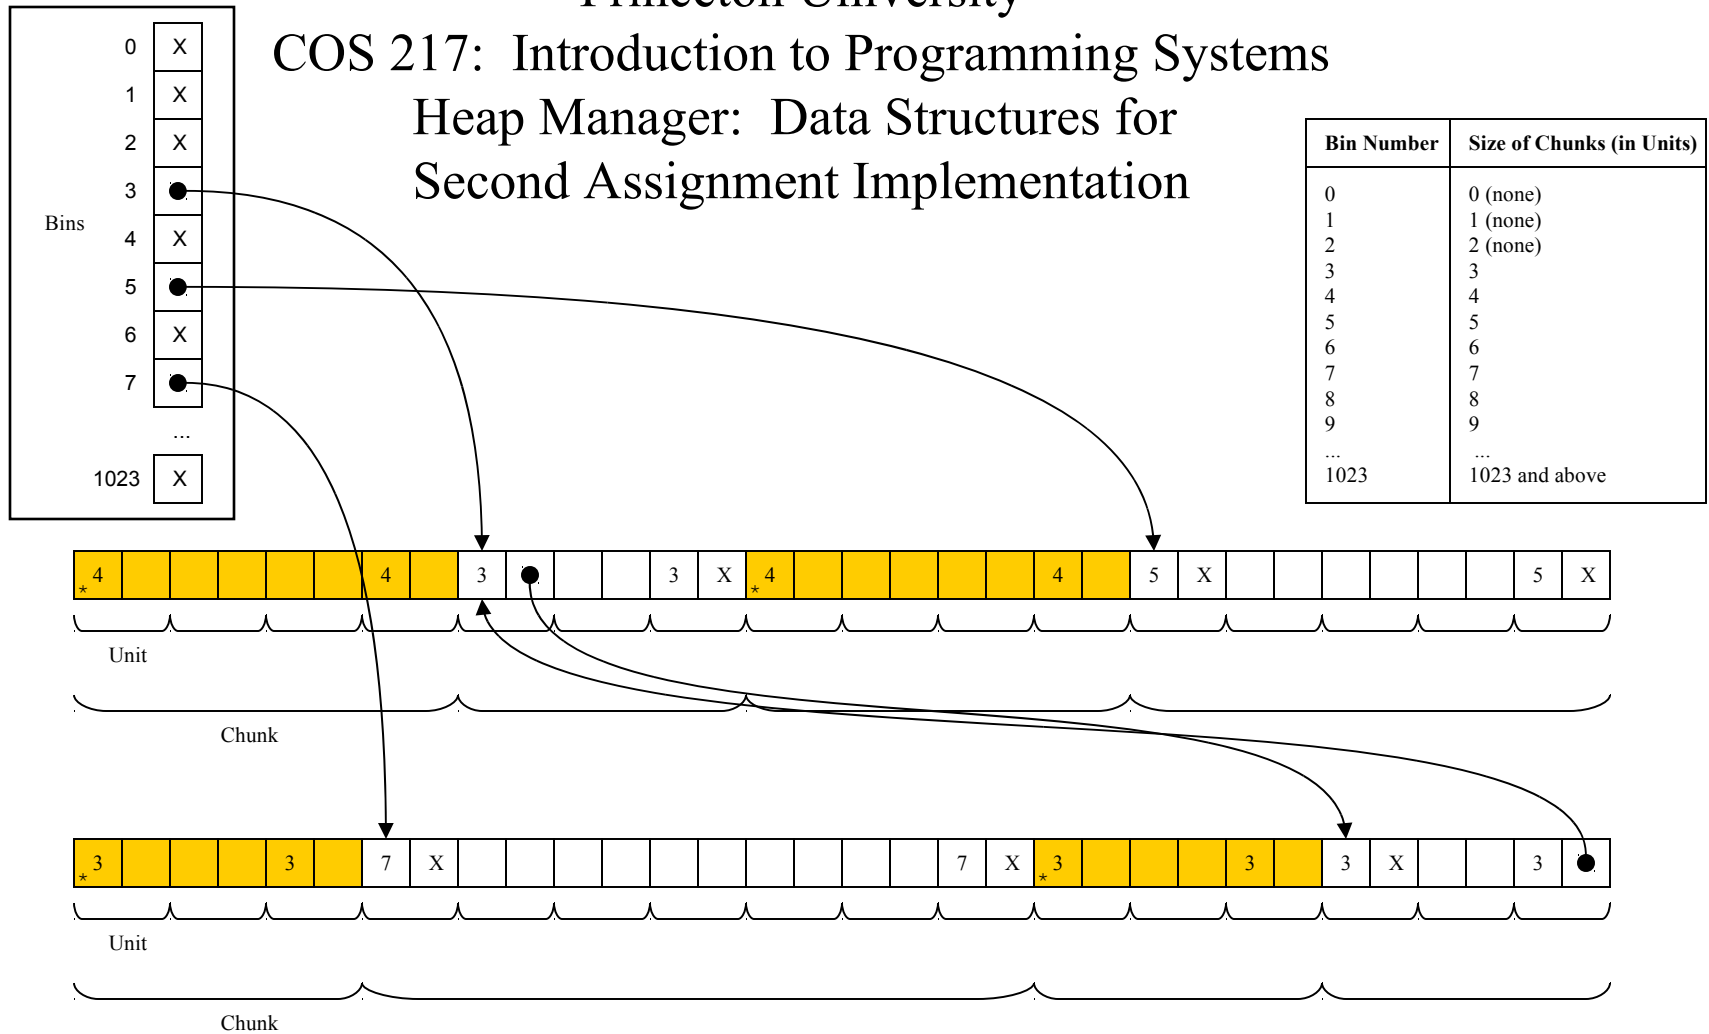 Princeton University
COS 217: Introduction to Programming Systems
Heap Manager: Data Structures for
Second Assignment Implementation
Bins
0 X
1 X
2 X
3
4 X
5
6 X
7
...
1023 X
Bin Number Size of Chunks (in Units)
0 0 (none)
1 1 (none)
2 2 (none)
3 3
4 4
5 5
6 6
7 7
8 8
9 9
... ...
1023 1023 and above
* 4 4 3 3 X * 4 4 5 X 5 X
Unit
Chunk
* 3 3 7 X 7 X * 3 3 3 X 3
Unit
Chunk